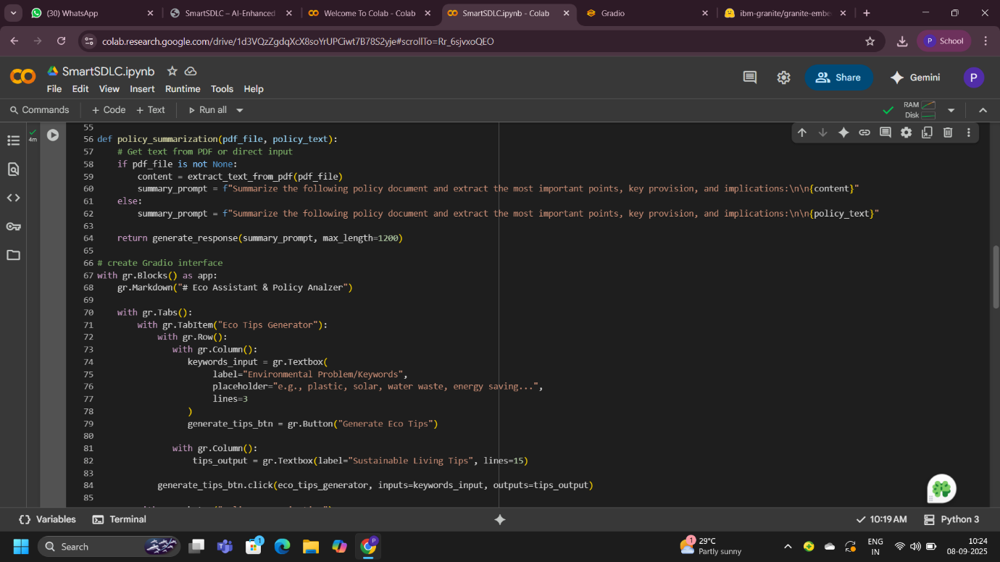 (30) WhatsApp
SmartSDLC – AI-Enhanced
Welcome To Colab - Colab
SmartSDLC.ipynb - Colab
Gradio
ibm-granite/granite-embe
colab.research.google.com/drive/1d3VQzZgdqXcX8soYrUPCiwt7B78S2yje#scrollTo=Rr_6sjvxoQEO
P School
SmartSDLC.ipynb
File Edit View Insert Runtime Tools Help
Share
Gemini
P
Commands + Code + Text Run all
RAM
Disk
4m
55
56 def policy_summarization(pdf_file, policy_text):
57     # Get text from PDF or direct input
58     if pdf_file is not None:
59         content = extract_text_from_pdf(pdf_file)
60         summary_prompt = f"Summarize the following policy document and extract the most important points, key provision, and implications:\n\n{content}"
61     else:
62         summary_prompt = f"Summarize the following policy document and extract the most important points, key provision, and implications:\n\n{policy_text}"
63
64     return generate_response(summary_prompt, max_length=1200)
65
66 # create Gradio interface
67 with gr.Blocks() as app:
68     gr.Markdown("# Eco Assistant & Policy Analzer")
69
70     with gr.Tabs():
71         with gr.TabItem("Eco Tips Generator"):
72             with gr.Row():
73                with gr.Column():
74                   keywords_input = gr.Textbox(
75                        label="Environmental Problem/Keywords",
76                        placeholder="e.g., plastic, solar, water waste, energy saving...",
77                        lines=3
78                   )
79                   generate_tips_btn = gr.Button("Generate Eco Tips")
80
81                with gr.Column():
82                    tips_output = gr.Textbox(label="Sustainable Living Tips", lines=15)
83
84             generate_tips_btn.click(eco_tips_generator, inputs=keywords_input, outputs=tips_output)
85
Variables Terminal
10:19 AM Python 3
Search
1
P
1
29°C
Partly sunny
ENG
IN
10:24
08-09-2025